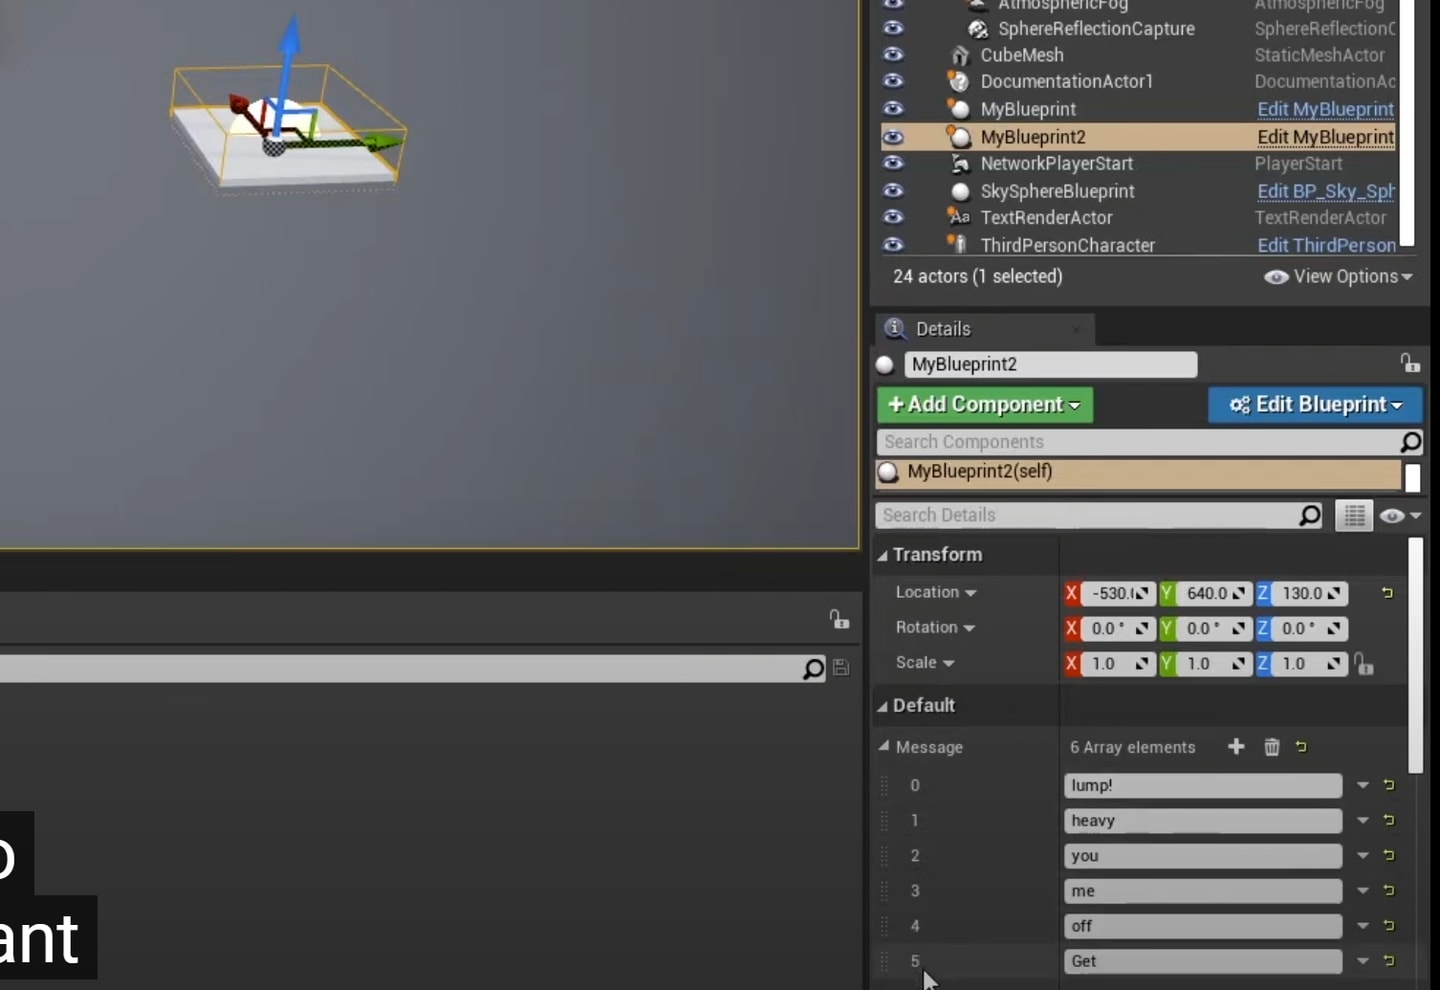 AtmosphericFog AtmosphericFog
SphereReflectionCapture SphereReflectionC
CubeMesh StaticMeshActor
DocumentationActor1 DocumentationAc
MyBlueprint Edit MyBlueprint
MyBlueprint2 Edit MyBlueprint
NetworkPlayerStart PlayerStart
SkySphereBlueprint Edit BP_Sky_Sph
Aa TextRenderActor TextRenderActor
ThirdPersonCharacter Edit ThirdPerson
24 actors (1 selected) View Options
Details
MyBlueprint2
+ Add Component Edit Blueprint
Search Components
MyBlueprint2(self)
Search Details
Transform
Location X -530.( Y 640.0 Z 130.0
Rotation X 0.0 ° Y 0.0 ° Z 0.0 °
Scale X 1.0 Y 1.0 Z 1.0
Default
Message 6 Array elements
0 lump!
1 heavy
2 you
3 me
4 off
5 Get
o
ant